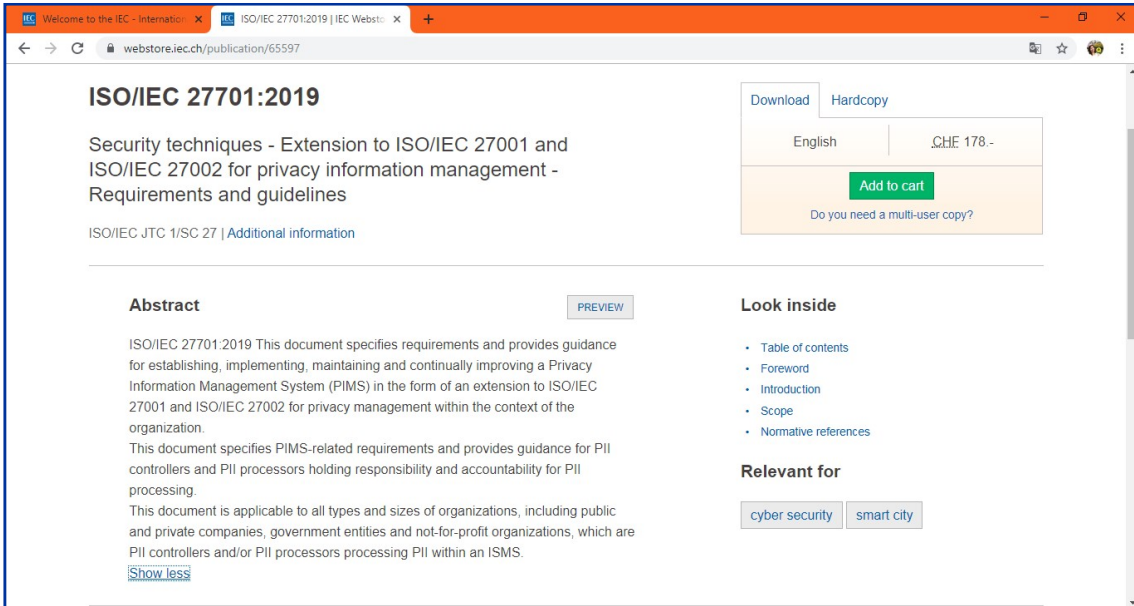 IEC Welcome to the IEC - Internation
IEC ISO/IEC 27701:2019 | IEC Websto
webstore.iec.ch/publication/65597
ISO/IEC 27701:2019
Security techniques - Extension to ISO/IEC 27001 and
ISO/IEC 27002 for privacy information management -
Requirements and guidelines
ISO/IEC JTC 1/SC 27 | Additional information
Download Hardcopy
English CHF 178.-
Add to cart
Do you need a multi-user copy?
Abstract
PREVIEW
ISO/IEC 27701:2019 This document specifies requirements and provides guidance
for establishing, implementing, maintaining and continually improving a Privacy
Information Management System (PIMS) in the form of an extension to ISO/IEC
27001 and ISO/IEC 27002 for privacy management within the context of the
organization.
This document specifies PIMS-related requirements and provides guidance for PII
controllers and PII processors holding responsibility and accountability for PII
processing.
This document is applicable to all types and sizes of organizations, including public
and private companies, government entities and not-for-profit organizations, which are
PII controllers and/or PII processors processing PII within an ISMS.
Show less
Look inside
Table of contents
Foreword
Introduction
Scope
Normative references
Relevant for
cyber security smart city